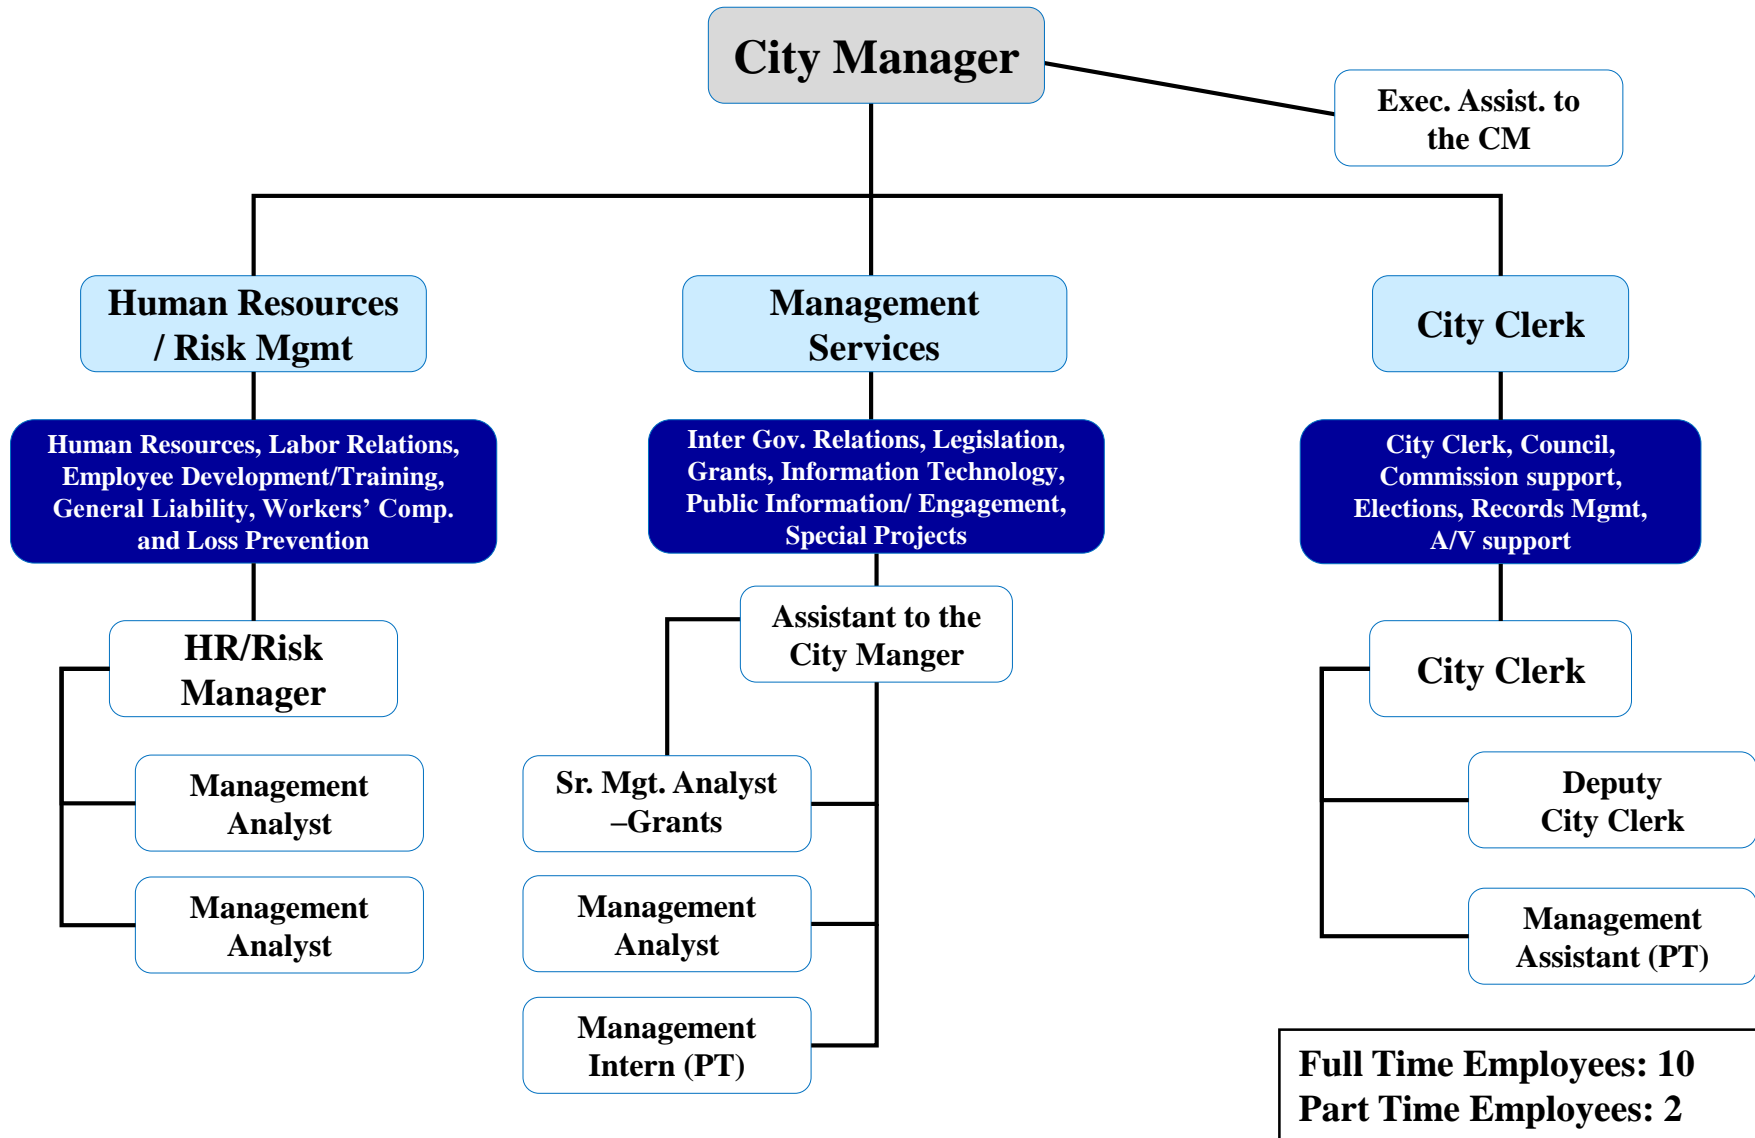 City Manager
Exec. Assist. to
the CM
Human Resources
/ Risk Mgmt
Management
Services
City Clerk
Human Resources, Labor Relations,
Employee Development/Training,
General Liability, Workers’ Comp.
and Loss Prevention
Inter Gov. Relations, Legislation,
Grants, Information Technology,
Public Information/ Engagement,
Special Projects
City Clerk, Council,
Commission support,
Elections, Records Mgmt,
A/V support
HR/Risk
Manager
Management
Analyst
Management
Analyst
Assistant to the
City Manger
Sr. Mgt. Analyst
–Grants
Management
Analyst
Management
Intern (PT)
City Clerk
Deputy
City Clerk
Management
Assistant (PT)
Full Time Employees: 10
Part Time Employees: 2